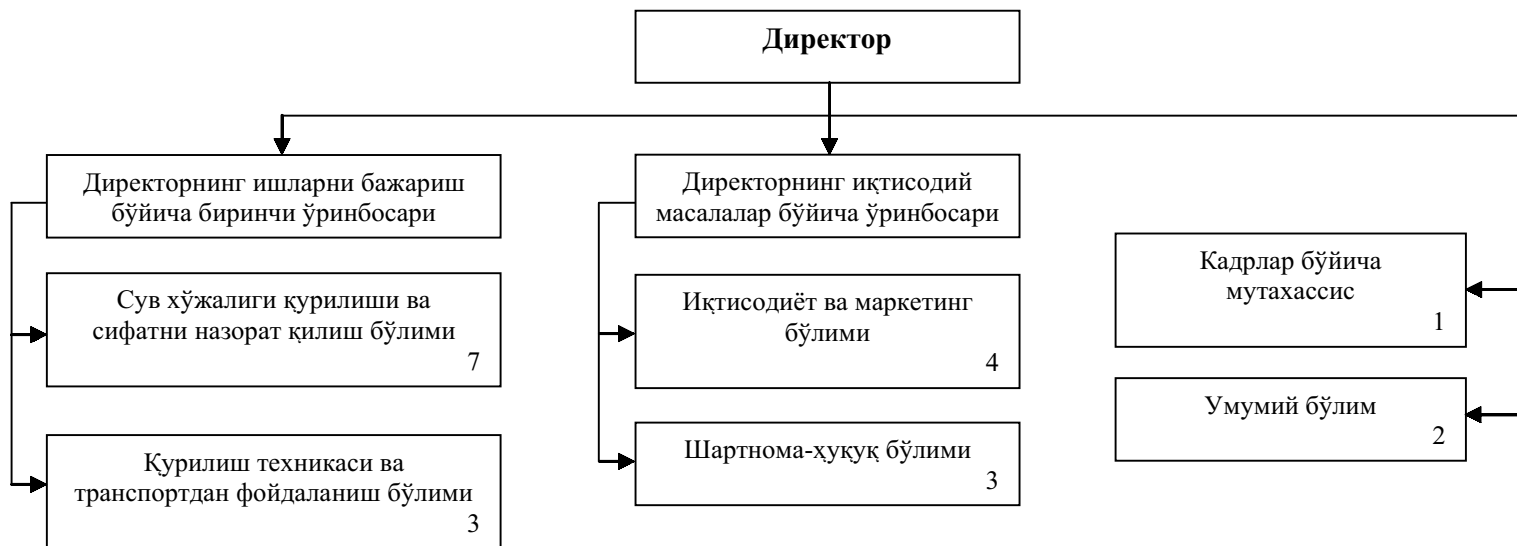 Директор
Директорнинг ишларни бажариш
бўйича биринчи ўринбосари
Сув хўжалиги қурилиши ва
сифатни назорат қилиш бўлими
7
Қурилиш техникаси ва
транспортдан фойдаланиш бўлими
3
Директорнинг иқтисодий
масалалар бўйича ўринбосари
Иқтисодиёт ва маркетинг
бўлими
4
Шартнома-ҳуқуқ бўлими
3
Кадрлар бўйича
мутахассис
1
Умумий бўлим
2